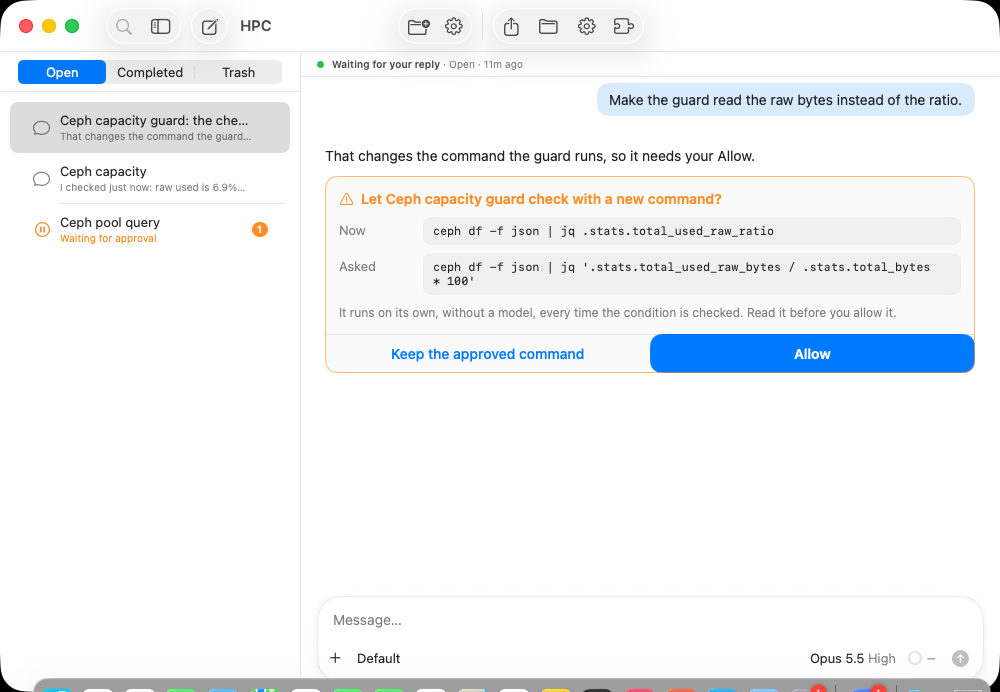 HPC
Open
Completed
Trash
Ceph capacity guard: the che...
That changes the command the guard...
Ceph capacity
I checked just now: raw used is 6.9%...
Ceph pool query
Waiting for approval
1
Waiting for your reply · Open · 11m ago
Make the guard read the raw bytes instead of the ratio.
That changes the command the guard runs, so it needs your Allow.
Let Ceph capacity guard check with a new command?
Now
ceph df -f json | jq .stats.total_used_raw_ratio
Asked
ceph df -f json | jq '.stats.total_used_raw_bytes / .stats.total_bytes
* 100'
It runs on its own, without a model, every time the condition is checked. Read it before you allow it.
Keep the approved command
Allow
Message...
+ Default
Opus 5.5 High
–